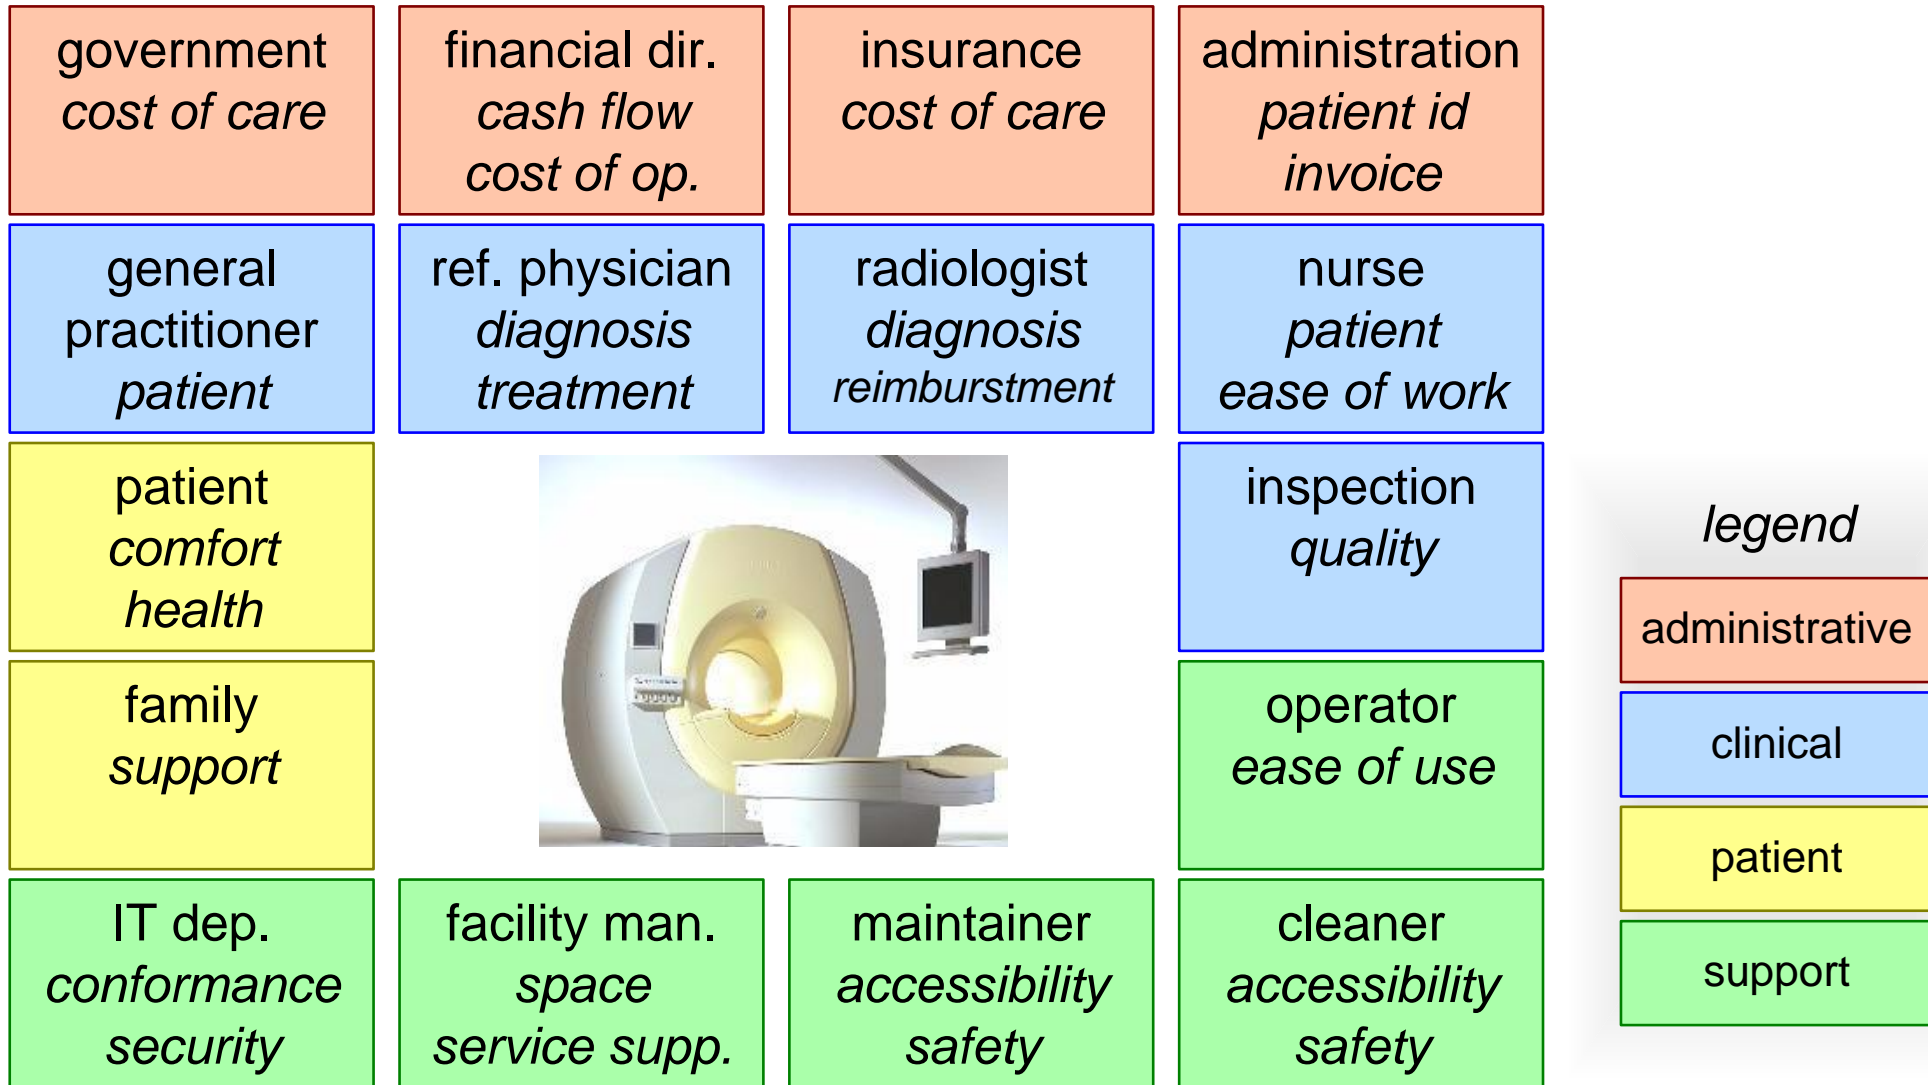 government
cost of care
financial dir.
cash flow
cost of op.
insurance
cost of care
administration
patient id
invoice
general
practitioner
patient
ref. physician
diagnosis
treatment
radiologist
diagnosis
reimburstment
nurse
patient
ease of work
patient
comfort
health
inspection
quality
family
support
operator
ease of use
IT dep.
conformance
security
facility man.
space
service supp.
maintainer
accessibility
safety
cleaner
accessibility
safety
legend
administrative
clinical
patient
support